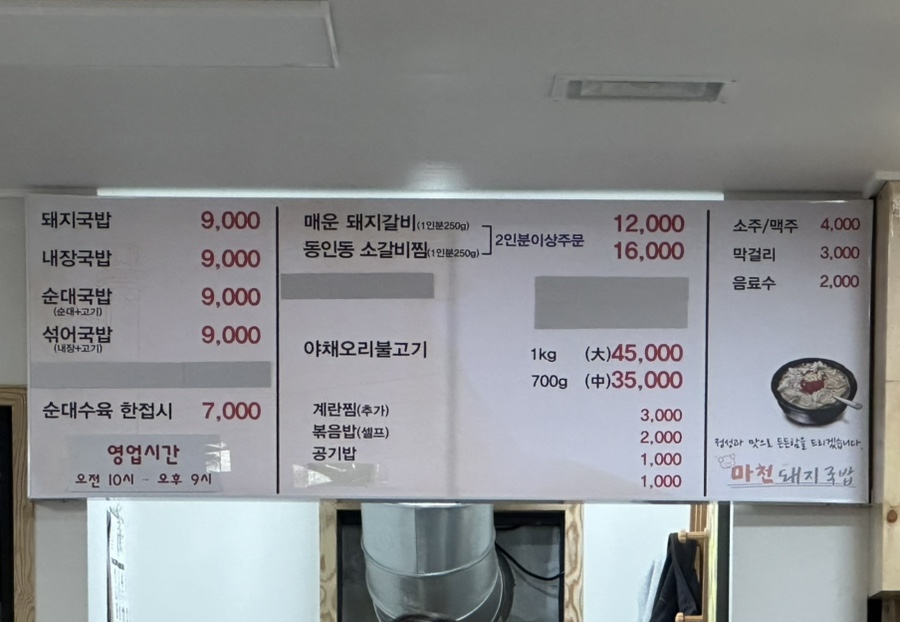 돼지국밥 9,000
내장국밥 9,000
순대국밥 9,000
(순대+고기)
섞어국밥 9,000
(내장+고기)
순대수육 한접시 7,000
영업시간
오전 10시 - 오후 9시
매운 돼지갈비(1인분250g) 12,000
동인동 소갈비찜(1인분250g) 16,000
2인분이상주문
야채오리불고기 1kg (大)45,000
700g (中)35,000
계란찜(추가) 3,000
볶음밥(셀프) 2,000
공기밥 1,000
1,000
소주/맥주 4,000
막걸리 3,000
음료수 2,000
정성과 맛으로 든든함을 드리겠습니다.
마천 돼지국밥